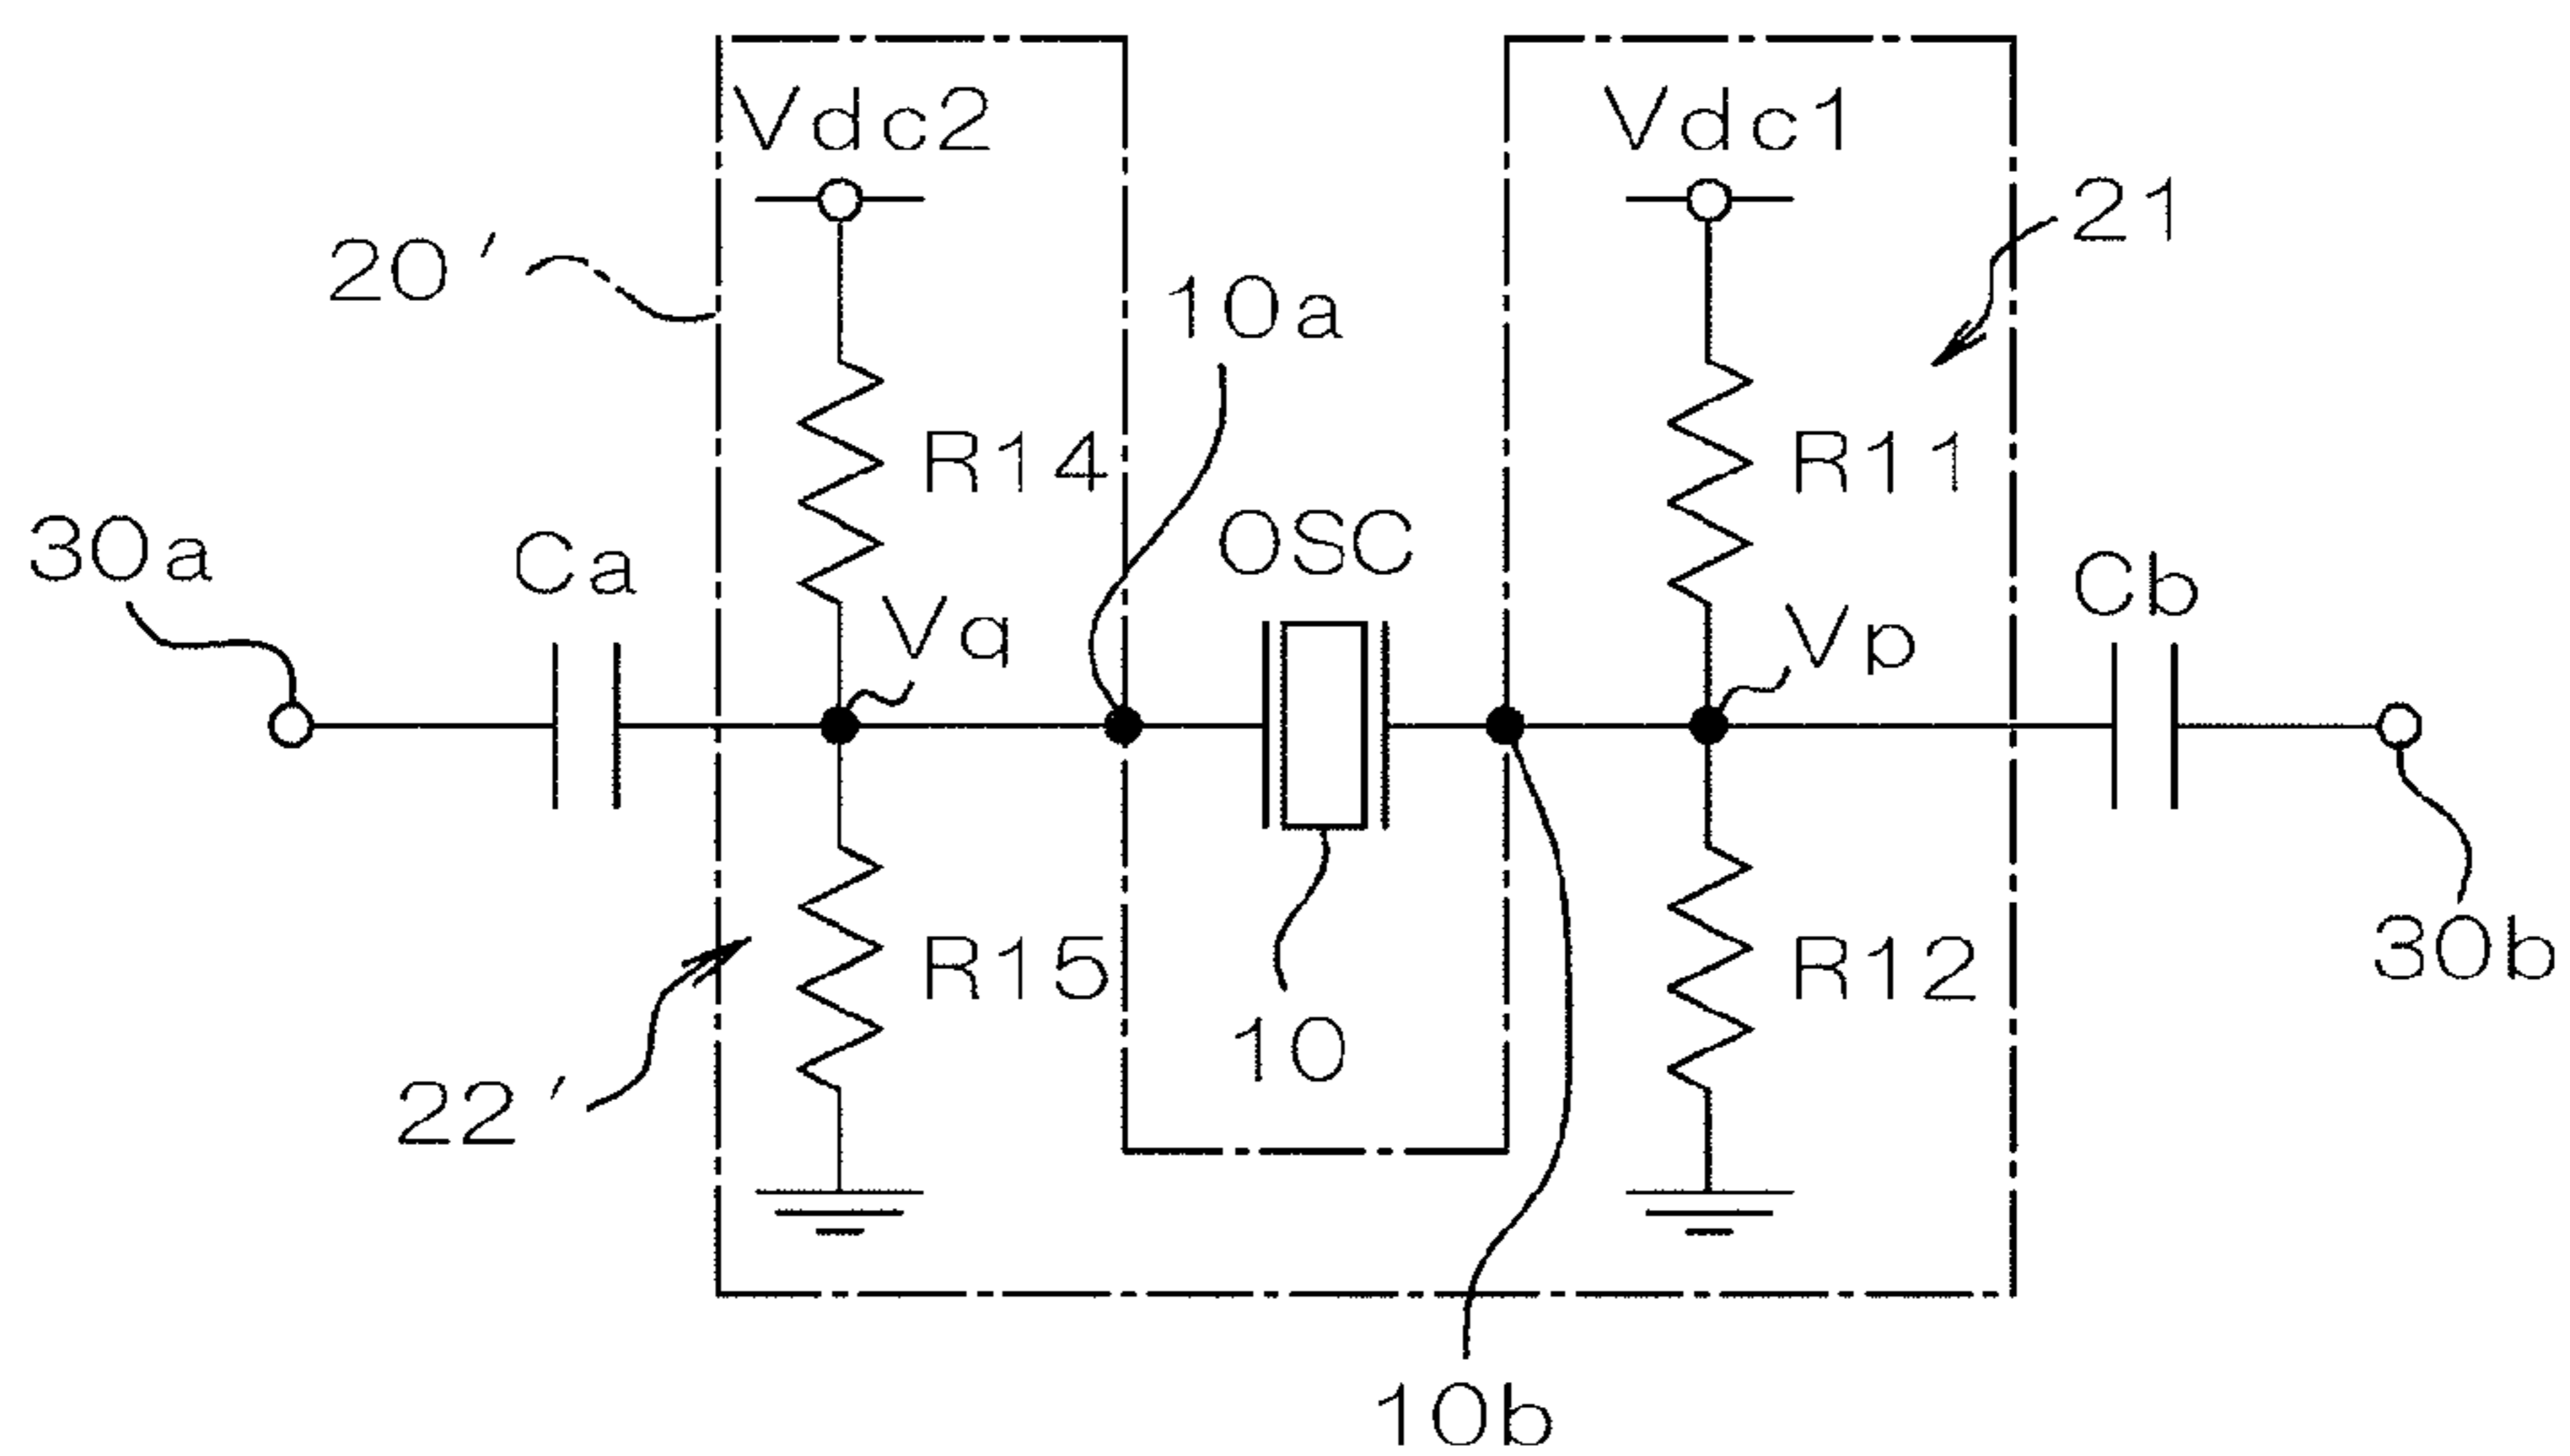 Vdc2
Vdc1
21
20'
10a
R14
R11
30a
Ca
OSC
Cb
Vq
Vp
R15
R12
30b
10
22'
10b